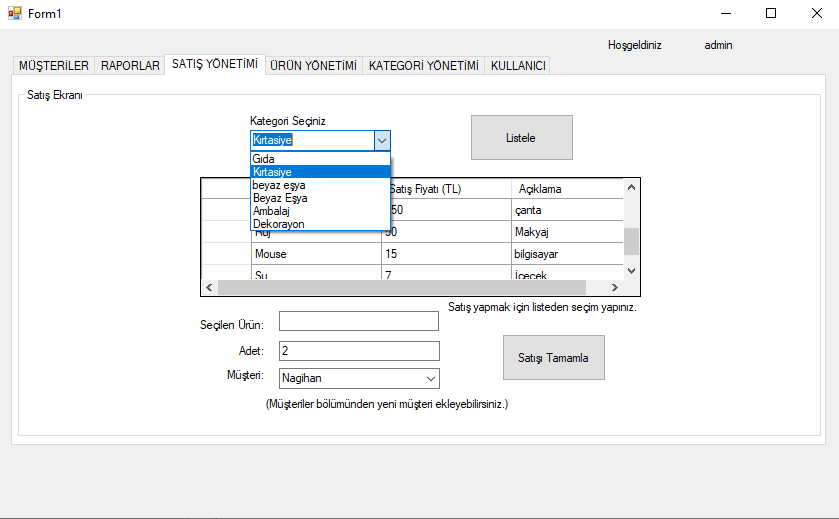 Form1
Hoşgeldiniz admin
MÜŞTERİLER RAPORLAR SATIŞ YÖNETİMİ ÜRÜN YÖNETİMİ KATEGORİ YÖNETİMİ KULLANICI
Satış Ekranı
Kategori Seçiniz
Kırtasiye
Listele
Gıda
Kırtasiye
beyaz eşya
Beyaz Eşya
Ambalaj
Dekorayon
Satış Fiyatı (TL) Açıklama
50 çanta
Ruj 50 Makyaj
Mouse 15 bilgisayar
Su 7 İçecek
Satış yapmak için listeden seçim yapınız.
Seçilen Ürün:
Adet: 2
Satışı Tamamla
Müşteri: Nagihan
(Müşteriler bölümünden yeni müşteri ekleyebilirsiniz.)